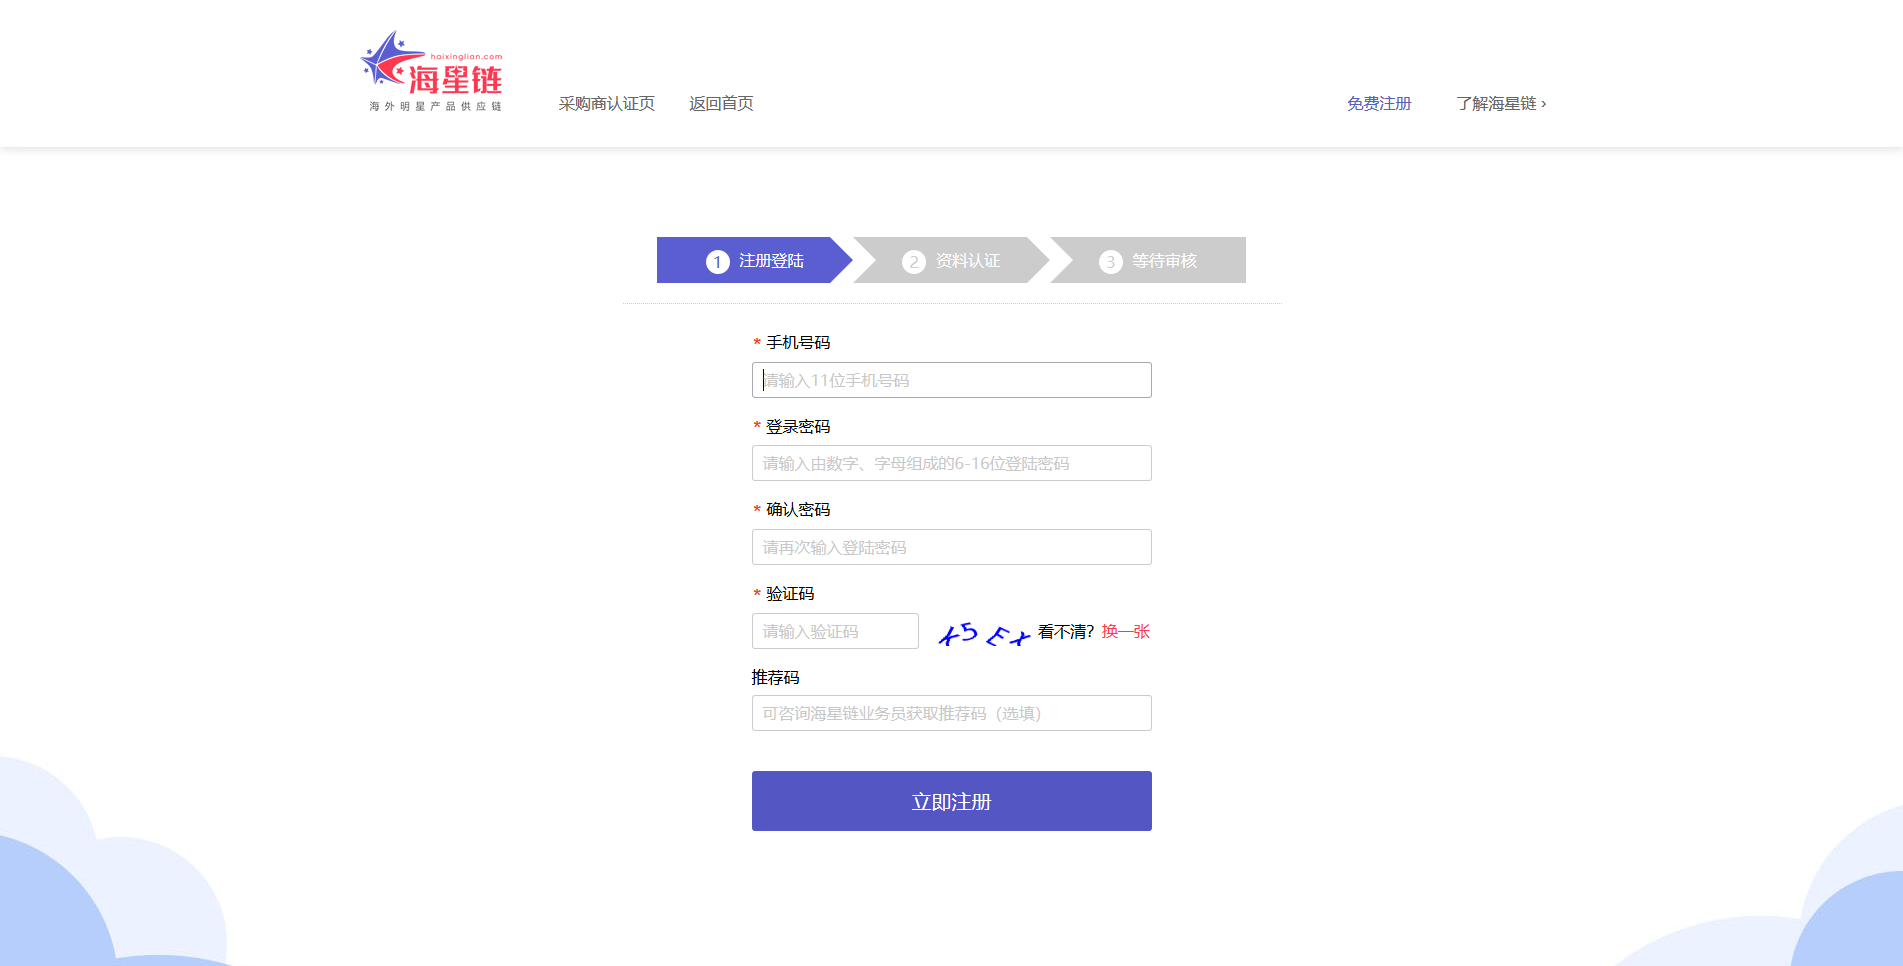 haixinglian.com
海星链
海外明星产品供应链
采购商认证页 返回首页 免费注册 了解海星链 ›
1 注册登陆 2 资料认证 3 等待审核
* 手机号码
请输入11位手机号码
* 登录密码
请输入由数字、字母组成的6-16位登陆密码
* 确认密码
请再次输入登陆密码
* 验证码
请输入验证码 看不清? 换一张
推荐码
可咨询海星链业务员获取推荐码（选填）
立即注册